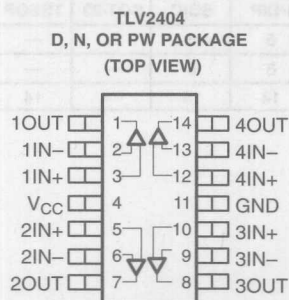 TLV2404
D, N, OR PW PACKAGE
(TOP VIEW)
1OUT 1 14 4OUT
1IN− 2 13 4IN−
1IN+ 3 12 4IN+
VCC 4 11 GND
2IN+ 5 10 3IN+
2IN− 6 9 3IN−
2OUT 7 8 3OUT